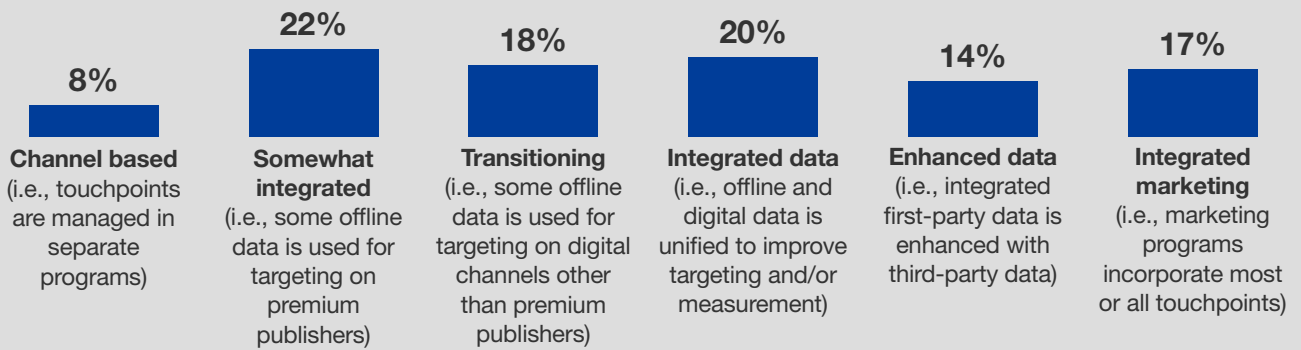 8%
Channel based
(i.e., touchpoints
are managed in
separate
programs)
22%
Somewhat
integrated
(i.e., some offline
data is used for
targeting on
premium
publishers)
18%
Transitioning
(i.e., some offline
data is used for
targeting on digital
channels other
than premium
publishers)
20%
Integrated data
(i.e., offline and
digital data is
unified to improve
targeting and/or
measurement)
14%
Enhanced data
(i.e., integrated
first-party data is
enhanced with
third-party data)
17%
Integrated
marketing
(i.e., marketing
programs
incorporate most
or all touchpoints)